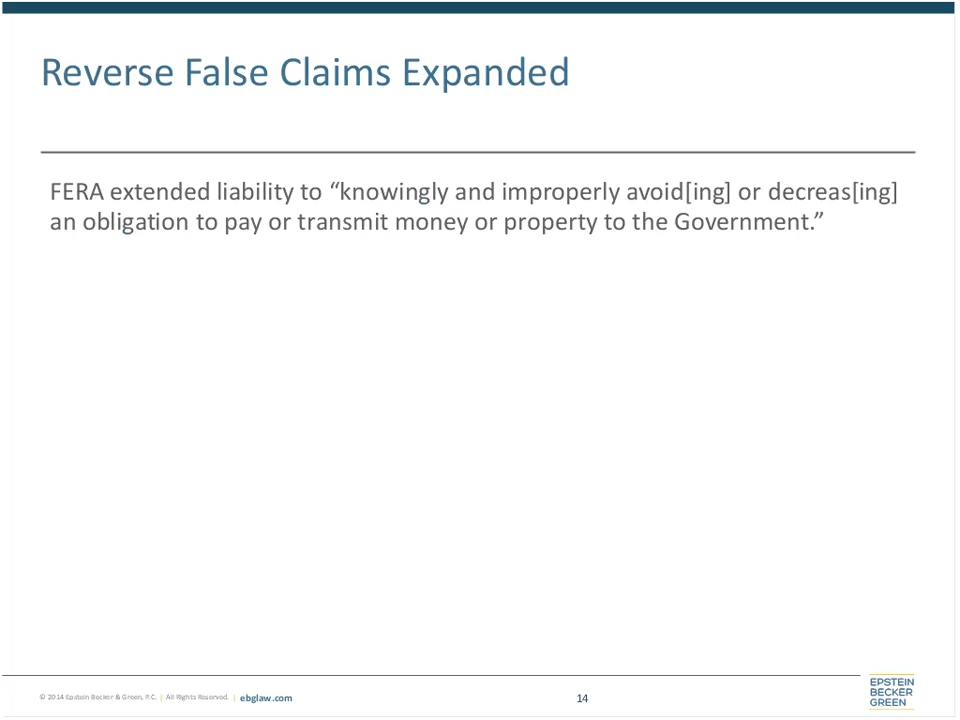 Reverse False Claims Expanded
FERA extended liability to “knowingly and improperly avoid[ing] or decreas[ing]
an obligation to pay or transmit money or property to the Government.”
© 2014 Epstein Becker & Green, P.C. | All Rights Reserved. | ebglaw.com
14
EPSTEIN
BECKER
GREEN